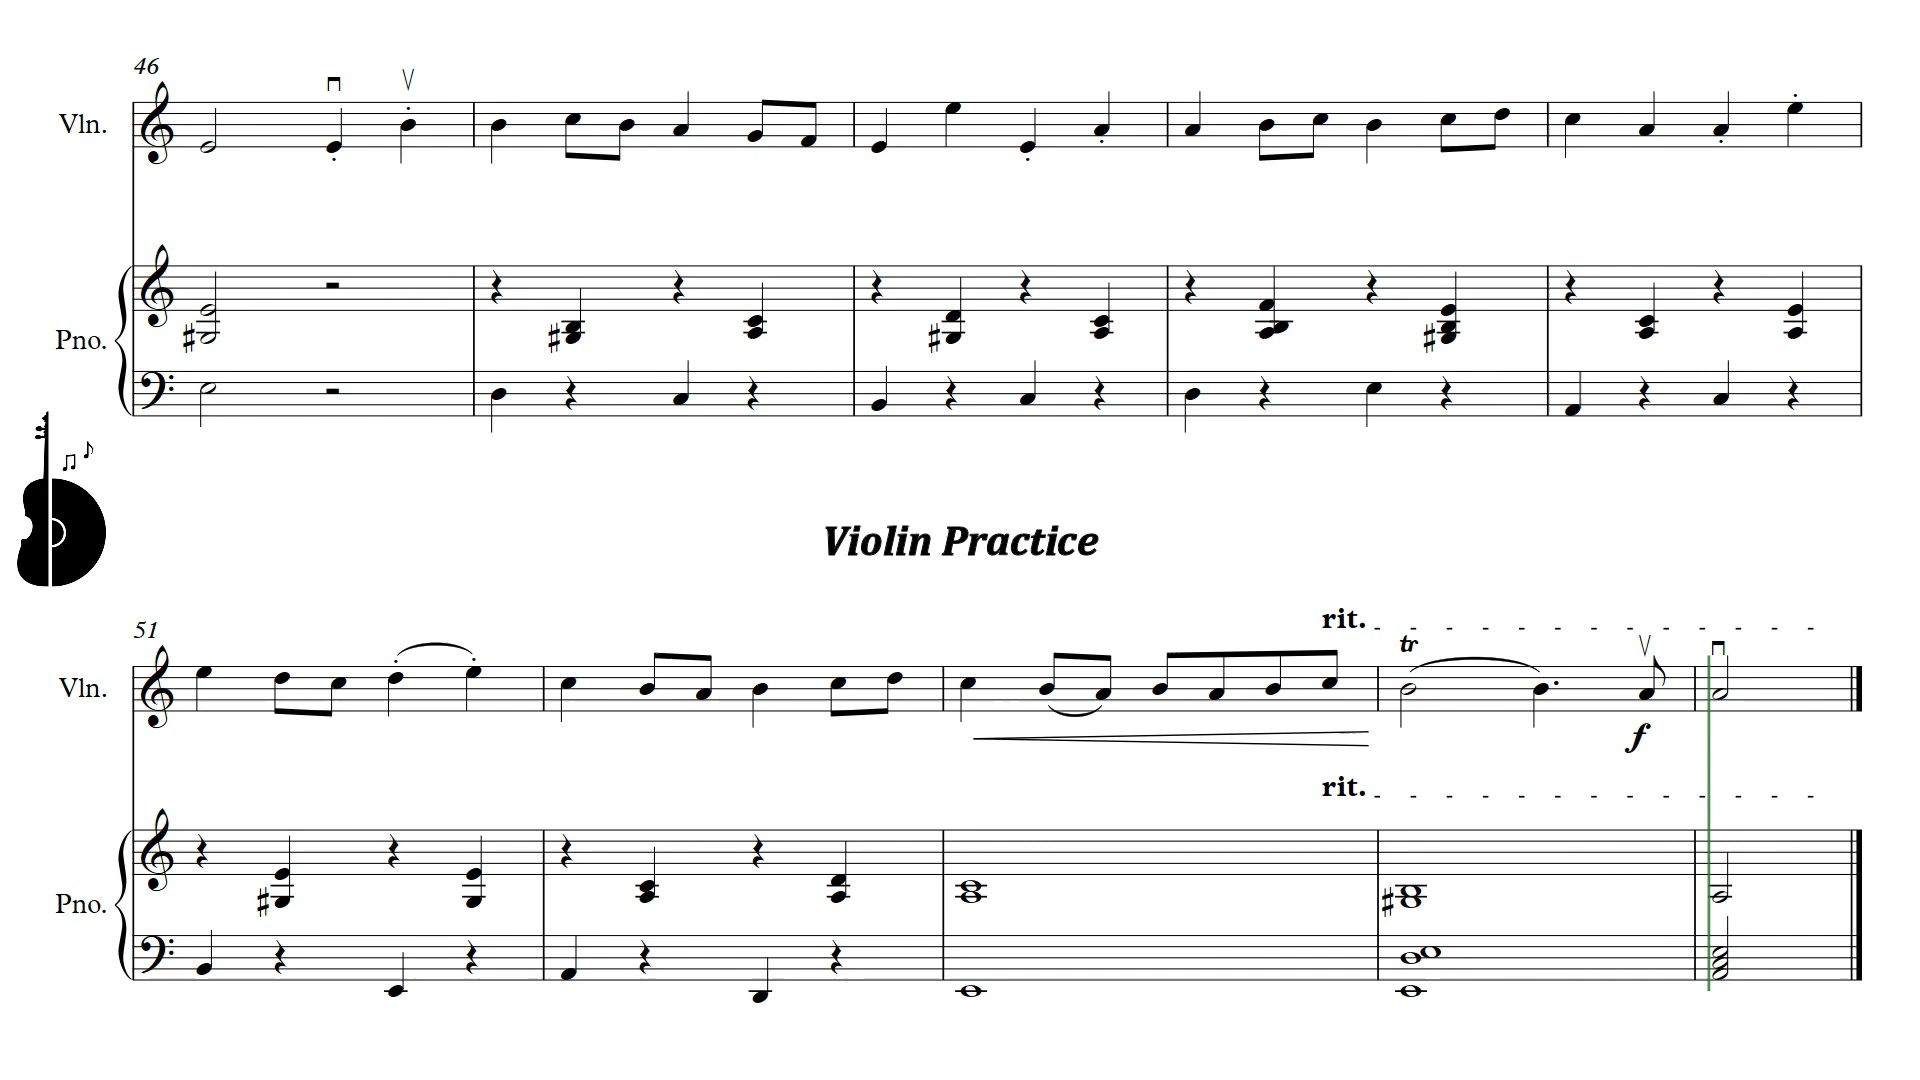 46
Vln.
Pno.
Violin Practice
rit.
51
tr
Vln.
f
rit.
Pno.